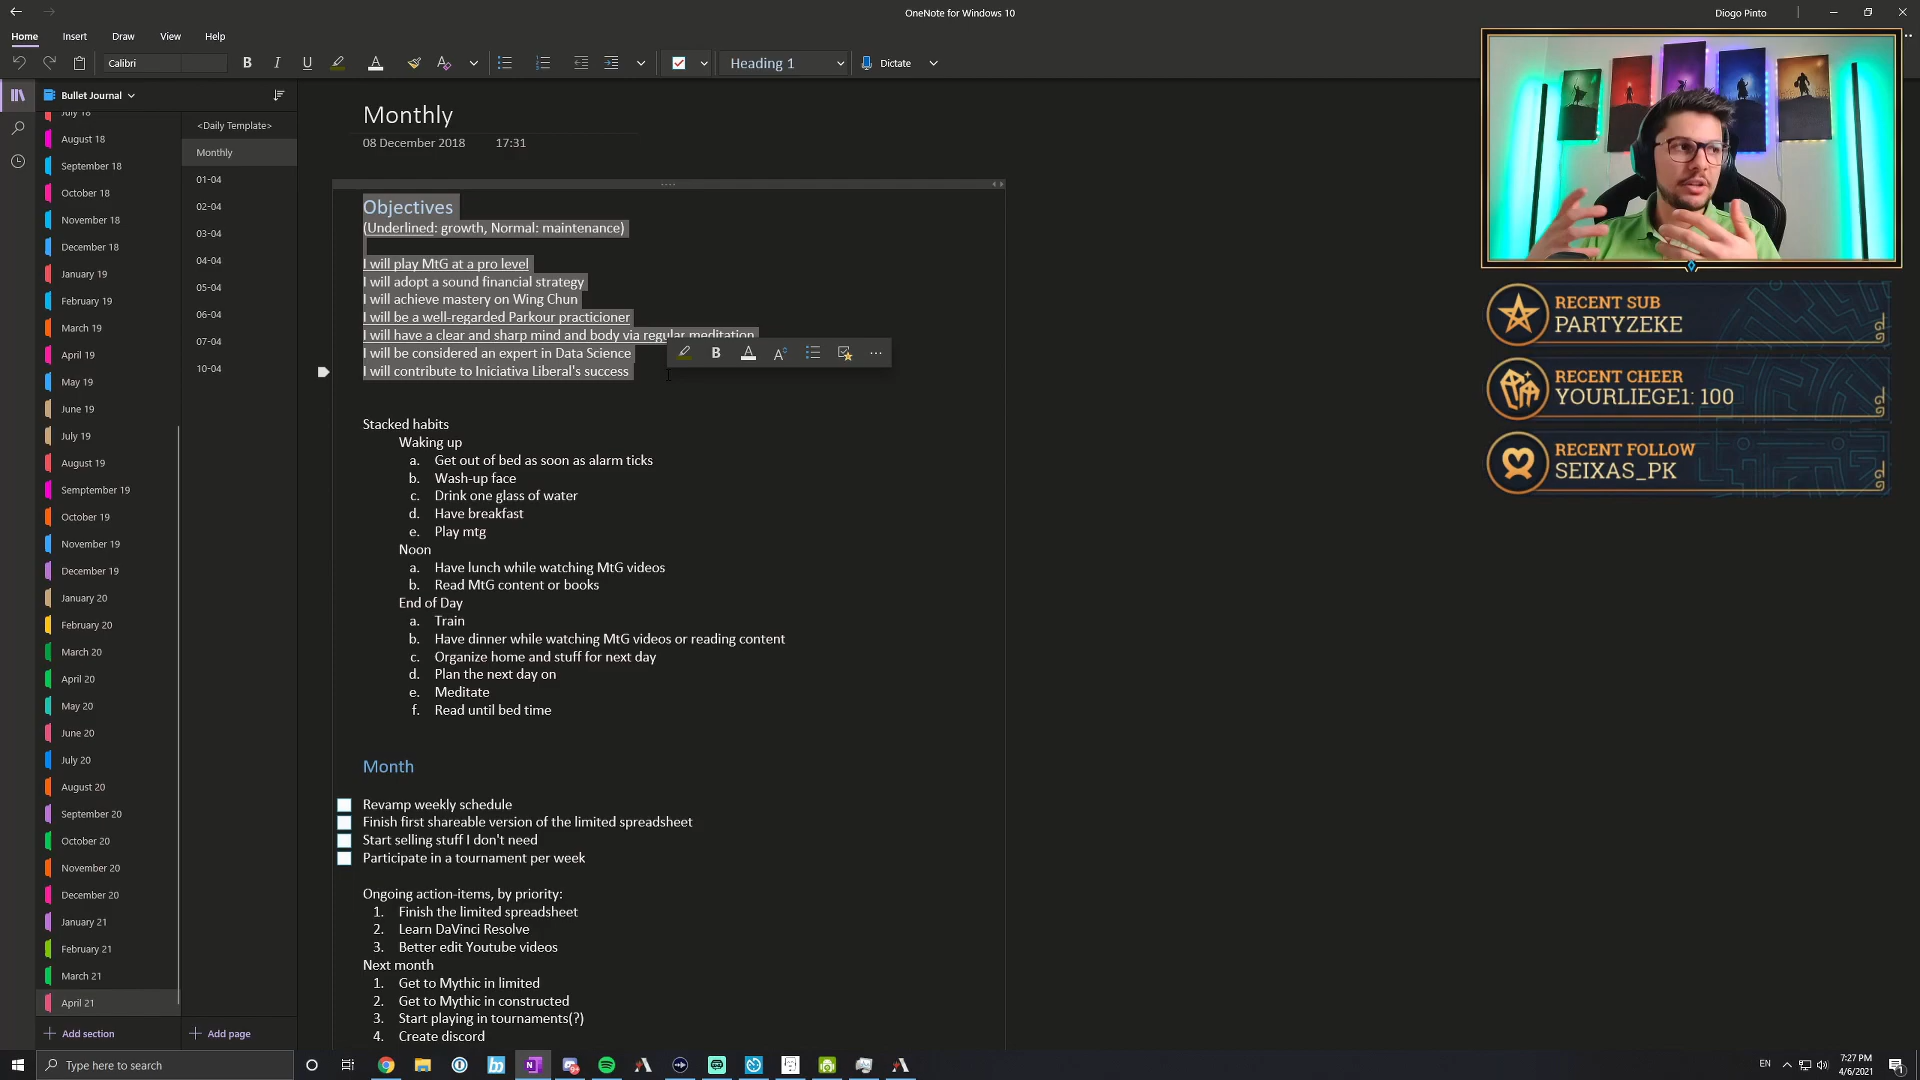 OneNote for Windows 10
Diogo Pinto
Home
Insert
Draw
View
Help
Calibri
B
I
U
A
Heading 1
Dictate
Bullet Journal
July 18
August 18
September 18
October 18
November 18
December 18
January 19
February 19
March 19
April 19
May 19
June 19
July 19
August 19
Semptember 19
October 19
November 19
December 19
January 20
February 20
March 20
April 20
May 20
June 20
July 20
August 20
September 20
October 20
November 20
December 20
January 21
February 21
March 21
April 21
Add section
<Daily Template>
Monthly
01-04
02-04
03-04
04-04
05-04
06-04
07-04
10-04
Add page
Monthly
08 December 2018 17:31
Objectives
(Underlined: growth, Normal: maintenance)
I will play MtG at a pro level
I will adopt a sound financial strategy
I will achieve mastery on Wing Chun
I will be a well-regarded Parkour practicioner
I will have a clear and sharp mind and body via regular meditation
I will be considered an expert in Data Science
I will contribute to Iniciativa Liberal's success
B
A
A
Stacked habits
Waking up
a. Get out of bed as soon as alarm ticks
b. Wash-up face
c. Drink one glass of water
d. Have breakfast
e. Play mtg
Noon
a. Have lunch while watching MtG videos
b. Read MtG content or books
End of Day
a. Train
b. Have dinner while watching MtG videos or reading content
c. Organize home and stuff for next day
d. Plan the next day on
e. Meditate
f. Read until bed time
Month
Revamp weekly schedule
Finish first shareable version of the limited spreadsheet
Start selling stuff I don't need
Participate in a tournament per week
Ongoing action-items, by priority:
1. Finish the limited spreadsheet
2. Learn DaVinci Resolve
3. Better edit Youtube videos
Next month
1. Get to Mythic in limited
2. Get to Mythic in constructed
3. Start playing in tournaments(?)
4. Create discord
RECENT SUB
PARTYZEKE
RECENT CHEER
YOURLIEGE1: 100
RECENT FOLLOW
SEIXAS_PK
Type here to search
EN
7:27 PM
4/6/2021